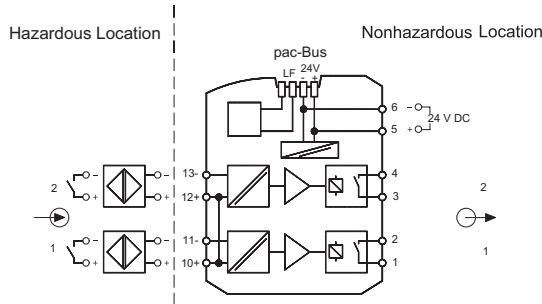 Hazardous Location
Nonhazardous Location
pac-Bus
LF 24V
- +
6 -
24 V DC
5 +
2 - - 13- 4
+ + 12+ 3 2
1 - - 11- 2
+ + 10+ 1 1